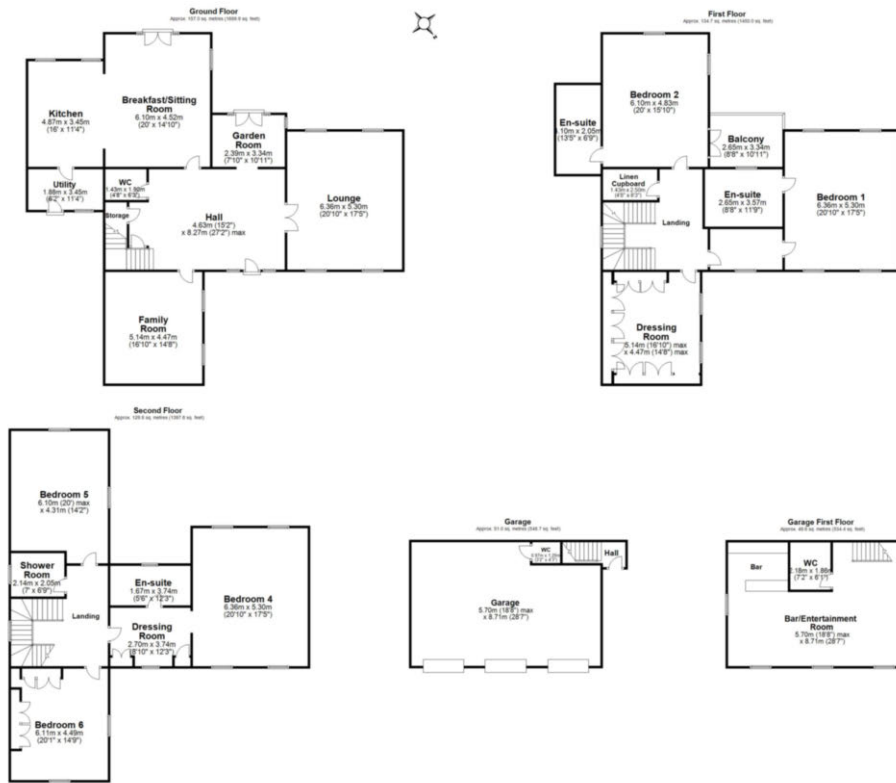 Ground Floor
First Floor
Kitchen
4.87m x 3.45m
(16' x 11'4")
Breakfast/Sitting
Room
6.10m x 4.52m
(20' x 14'10")
Garden
Room
2.39m x 3.34m
(7'10" x 10'11")
Utility
1.88m x 3.45m
(6'2" x 11'4")
WC
Storage
Hall
4.63m (15'2")
x 8.27m (27'2") max
Lounge
6.36m x 5.30m
(20'10" x 17'5")
Family
Room
5.14m x 4.47m
(16'10" x 14'8")
Bedroom 2
6.10m x 4.83m
(20' x 15'10")
En-suite
4.10m x 2.05m
(13'5" x 6'9")
Balcony
2.65m x 3.34m
(8'8" x 10'11")
Linen
Cupboard
En-suite
2.65m x 3.57m
(8'8" x 11'9")
Bedroom 1
6.36m x 5.30m
(20'10" x 17'5")
Landing
Dressing
Room
5.14m (16'10") max
x 4.47m (14'8") max
Second Floor
Bedroom 5
6.10m (20') max
x 4.31m (14'2")
Shower
Room
2.14m x 2.05m
(7' x 6'9")
En-suite
1.67m x 3.74m
(5'6" x 12'3")
Bedroom 4
6.36m x 5.30m
(20'10" x 17'5")
Landing
Dressing
Room
2.70m x 3.74m
(8'10" x 12'3")
Bedroom 6
6.11m x 4.49m
(20'1" x 14'9")
Garage
WC
Hall
Garage
5.70m (18'8") max
x 8.71m (28'7")
Garage First Floor
Bar
WC
2.18m x 1.86m
(7'2" x 6'1")
Bar/Entertainment
Room
5.70m (18'8") max
x 8.71m (28'7")